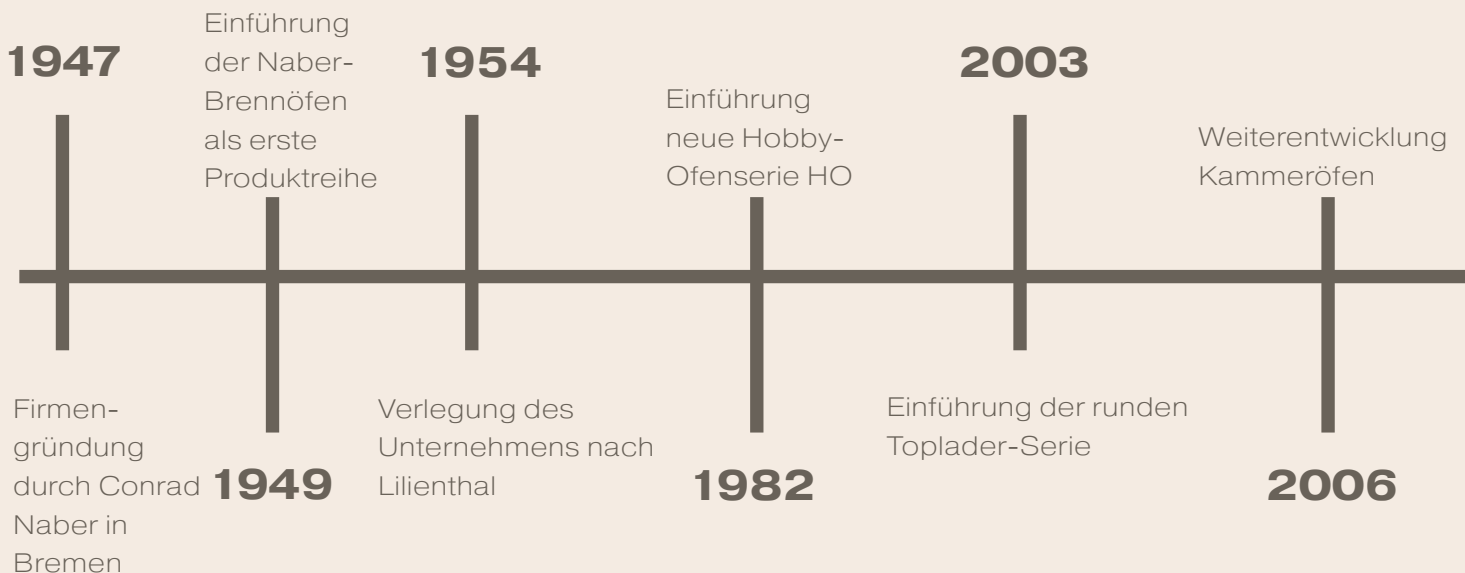 1947
Firmen-
gründung
durch Conrad
Naber in
Bremen
Einführung
der Naber-
Brennöfen
als erste
Produktreihe
1949
1954
Verlegung des
Unternehmens nach
Lilienthal
Einführung
neue Hobby-
Ofenserie HO
1982
2003
Einführung der runden
Toplader-Serie
Weiterentwicklung
Kammeröfen
2006